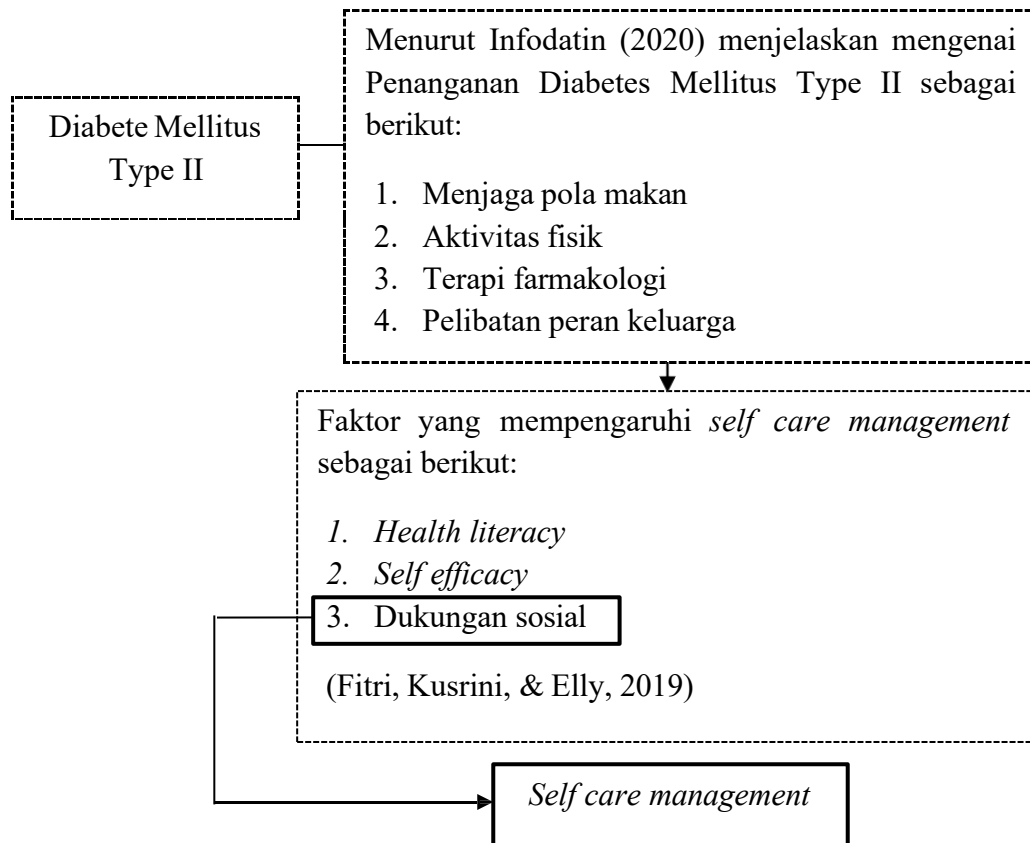 Diabete Mellitus
Type II
Menurut Infodatin (2020) menjelaskan mengenai
Penanganan Diabetes Mellitus Type II sebagai
berikut:
1. Menjaga pola makan
2. Aktivitas fisik
3. Terapi farmakologi
4. Pelibatan peran keluarga
Faktor yang mempengaruhi self care management
sebagai berikut:
1. Health literacy
2. Self efficacy
3. Dukungan sosial
(Fitri, Kusrini, & Elly, 2019)
Self care management